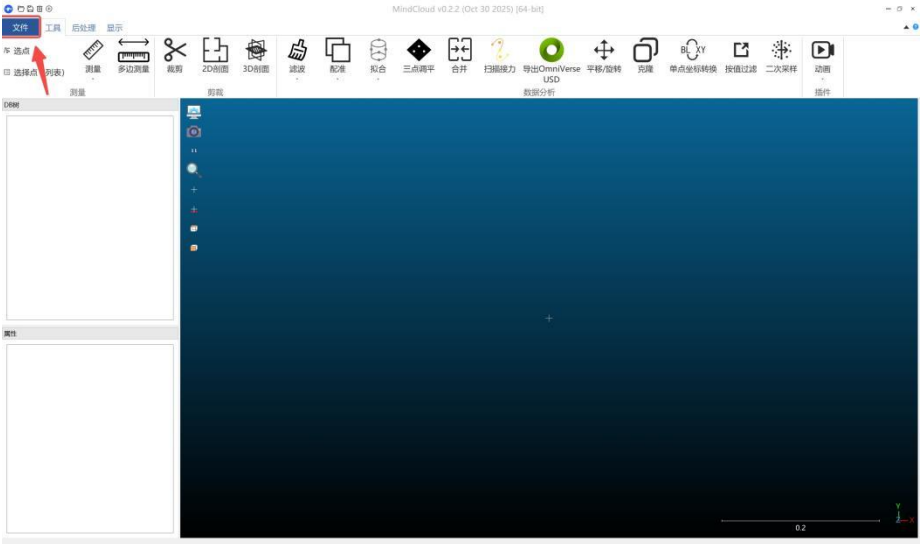 MindCloud v0.2.2 (Oct 30 2025) [64-bit]
文件 工具 后处理 显示
选点
选择点 列表)
测量 多边测量 裁剪 2D剖面 3D剖面 滤波 配准 拟合 三点调平 合并 扫描接力 导出OmniVerse USD 平移/旋转 克隆 单点坐标转换 按值过滤 二次采样 动画
测量 剪裁 数据分析 插件
DB树
属性
Y
Z X
0.2